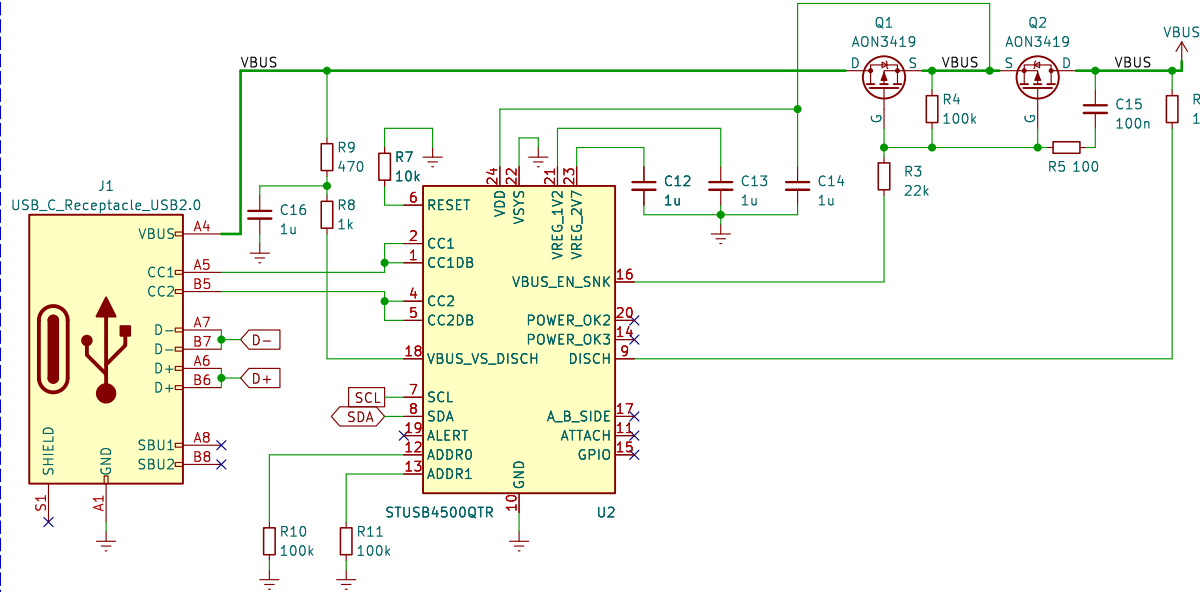 Q1
AON3419
Q2
AON3419
VBUS
VBUS
D
S
VBUS
S
D
VBUS
R4
100k
C15
100n
R
1
G
G
R9
470
R7
10k
R5 100
R3
22k
J1
USB_C_Receptacle_USB2.0
C16
1u
R8
1k
24
22
21
23
VDD
VSYS
VREG_1V2
VREG_2V7
C12
1u
C13
1u
C14
1u
VBUS
A4
CC1
A5
CC2
B5
D-
A7
D-
B7
D+
A6
D+
B6
SBU1
A8
SBU2
B8
SHIELD
GND
S1
A1
D-
D+
6
RESET
2
CC1
1
CC1DB
4
CC2
5
CC2DB
18
VBUS_VS_DISCH
7
SCL
8
SDA
19
ALERT
12
ADDR0
13
ADDR1
SCL
SDA
VBUS_EN_SNK
16
POWER_OK2
20
POWER_OK3
14
DISCH
9
A_B_SIDE
17
ATTACH
11
GPIO
15
GND
10
STUSB4500QTR
U2
R10
100k
R11
100k